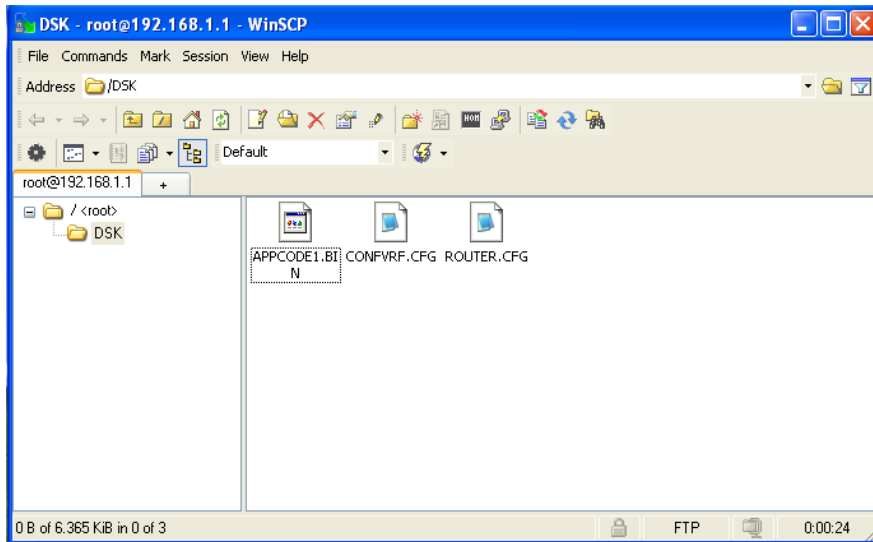 DSK - root@192.168.1.1 - WinSCP
File Commands Mark Session View Help
Address /DSK
Default
root@192.168.1.1 +
/ <root>
DSK
APPCODE1.BI
N
CONFVRF.CFG
ROUTER.CFG
0 B of 6.365 KiB in 0 of 3
FTP
0:00:24